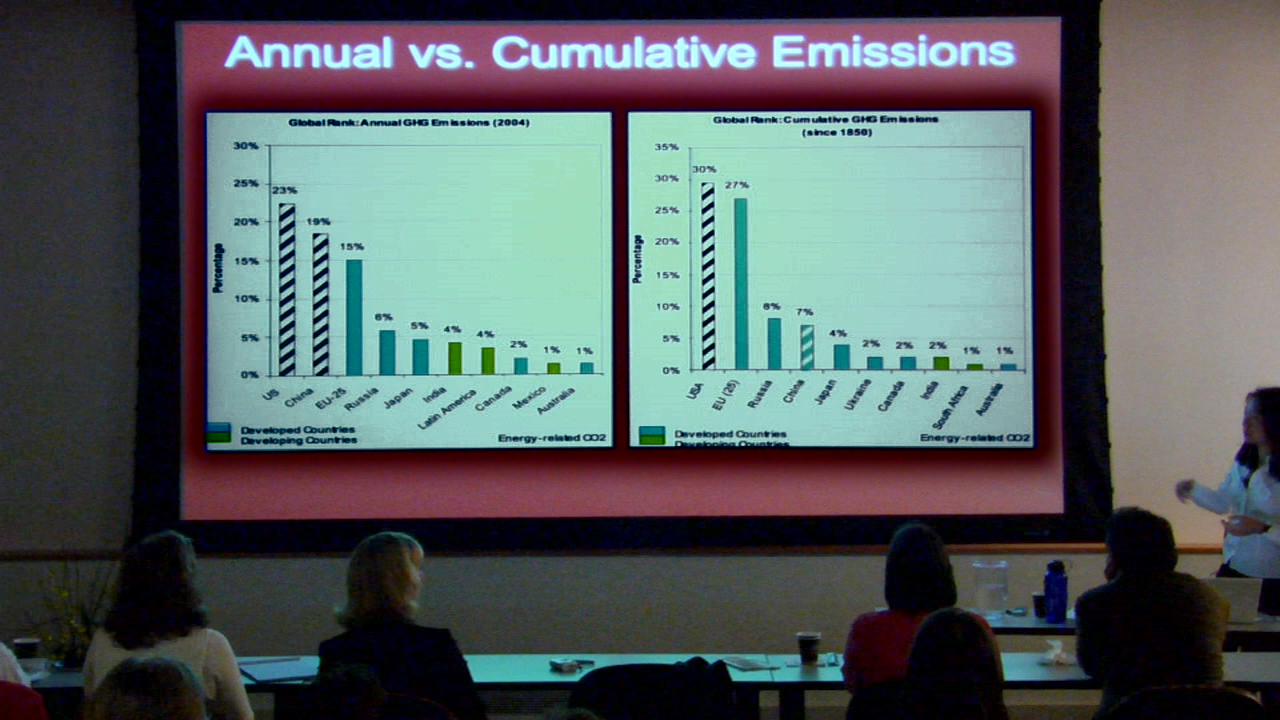 Annual vs. Cumulative Emissions
Global Rank: Annual GHG Emissions (2004)
30%
25%
20%
15%
10%
5%
0%
Percentage
23%
19%
15%
6%
5%
4%
4%
2%
1%
1%
US
China
EU-25
Russia
Japan
India
Latin America
Canada
Mexico
Australia
Developed Countries
Developing Countries
Energy-related CO2
Global Rank: Cumulative GHG Emissions
(since 1850)
35%
30%
25%
20%
15%
10%
5%
0%
Percentage
30%
27%
8%
7%
4%
2%
2%
2%
1%
1%
USA
EU (25)
Russia
China
Japan
Ukraine
Canada
India
South Africa
Australia
Developed Countries
Developing Countries
Energy-related CO2